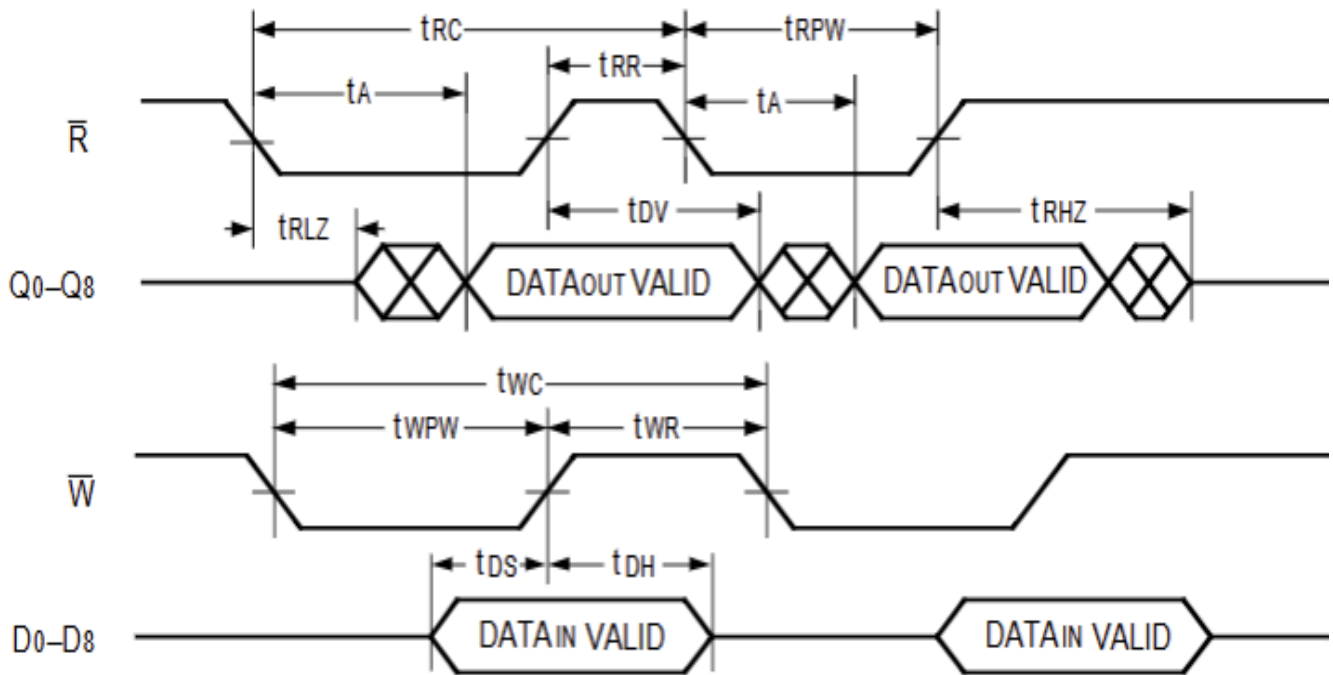 tRC tRPW
tRR
tA tA
R̅
tDV tRHZ
tRLZ
Q0–Q8 DATAOUT VALID DATAOUT VALID
tWC
tWPW tWR
W̅
tDS tDH
D0–D8 DATAIN VALID DATAIN VALID